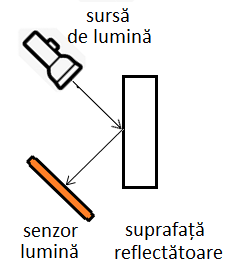 sursă
de lumină
senzor
lumină
suprafață
reflectătoare